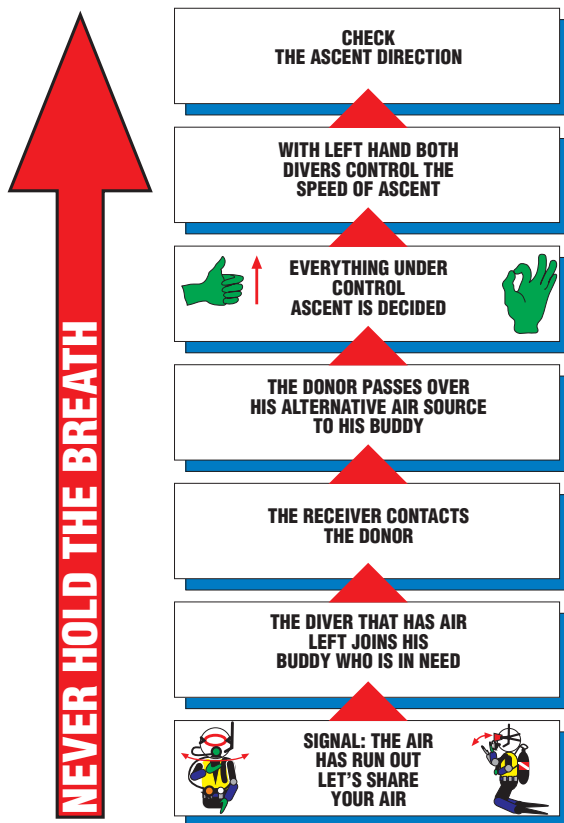 CHECK
THE ASCENT DIRECTION
WITH LEFT HAND BOTH
DIVERS CONTROL THE
SPEED OF ASCENT
EVERYTHING UNDER
CONTROL
ASCENT IS DECIDED
THE DONOR PASSES OVER
HIS ALTERNATIVE AIR SOURCE
TO HIS BUDDY
THE RECEIVER CONTACTS
THE DONOR
THE DIVER THAT HAS AIR
LEFT JOINS HIS
BUDDY WHO IS IN NEED
SIGNAL: THE AIR
HAS RUN OUT
LET'S SHARE
YOUR AIR
NEVER HOLD THE BREATH